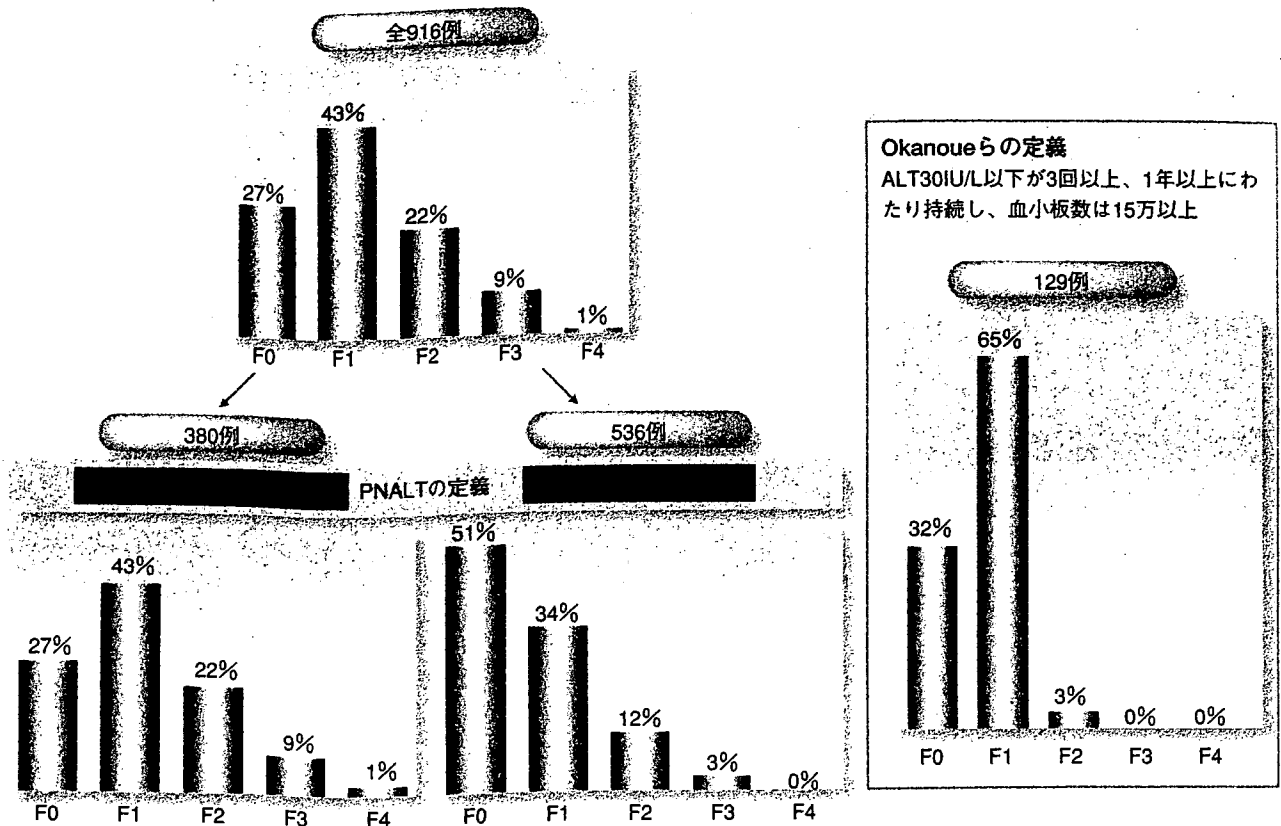 全916例
43%
27%
22%
9%
1%
F0 F1 F2 F3 F4
380例
536例
PNALTの定義
43%
27%
22%
9%
1%
F0 F1 F2 F3 F4
51%
34%
12%
3%
0%
F0 F1 F2 F3 F4
Okanoueらの定義
ALT30IU/L以下が3回以上、1年以上にわ
たり持続し、血小板数は15万以上
129例
65%
32%
3%
0%
0%
F0 F1 F2 F3 F4